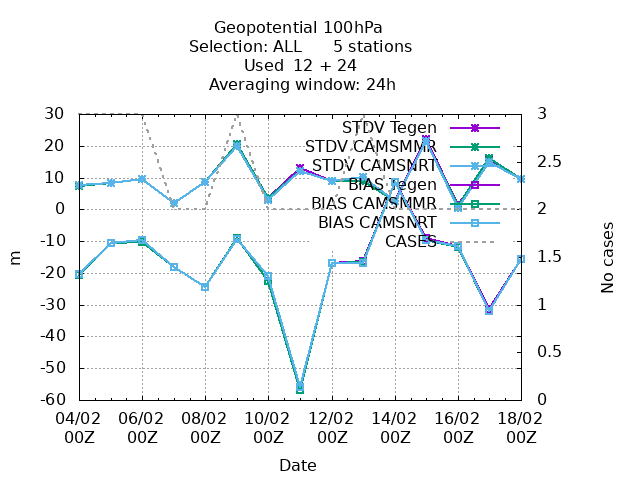 Geopotential 100hPa
Selection: ALL 5 stations
Used 12 + 24
Averaging window: 24h
30
20
10
0
-10
-20
-30
-40
-50
-60
m
3
2.5
2
1.5
1
0.5
0
No cases
STDV Tegen
STDV CAMSMMR
STDV CAMSNRT
BIAS Tegen
BIAS CAMSMMR
BIAS CAMSNRT
CASES
04/02 06/02 08/02 10/02 12/02 14/02 16/02 18/02
00Z 00Z 00Z 00Z 00Z 00Z 00Z 00Z
Date